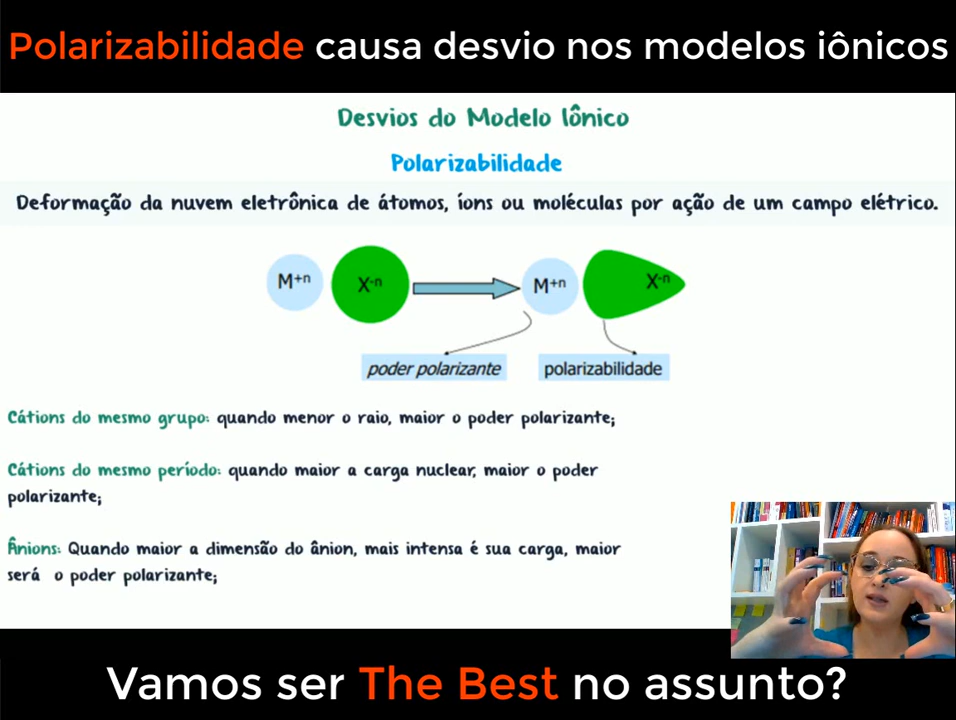 Polarizabilidade causa desvio nos modelos iônicos
Desvios do Modelo Iônico
Polarizabilidade
Deformação da nuvem eletrônica de átomos, íons ou moléculas por ação de um campo elétrico.
M+n X-n M+n X-n
poder polarizante polarizabilidade
Cátions do mesmo grupo: quando menor o raio, maior o poder polarizante;
Cátions do mesmo período: quando maior a carga nuclear, maior o poder
polarizante;
Ânions: Quando maior a dimensão do ânion, mais intensa é sua carga, maior
será o poder polarizante;
Vamos ser The Best no assunto?